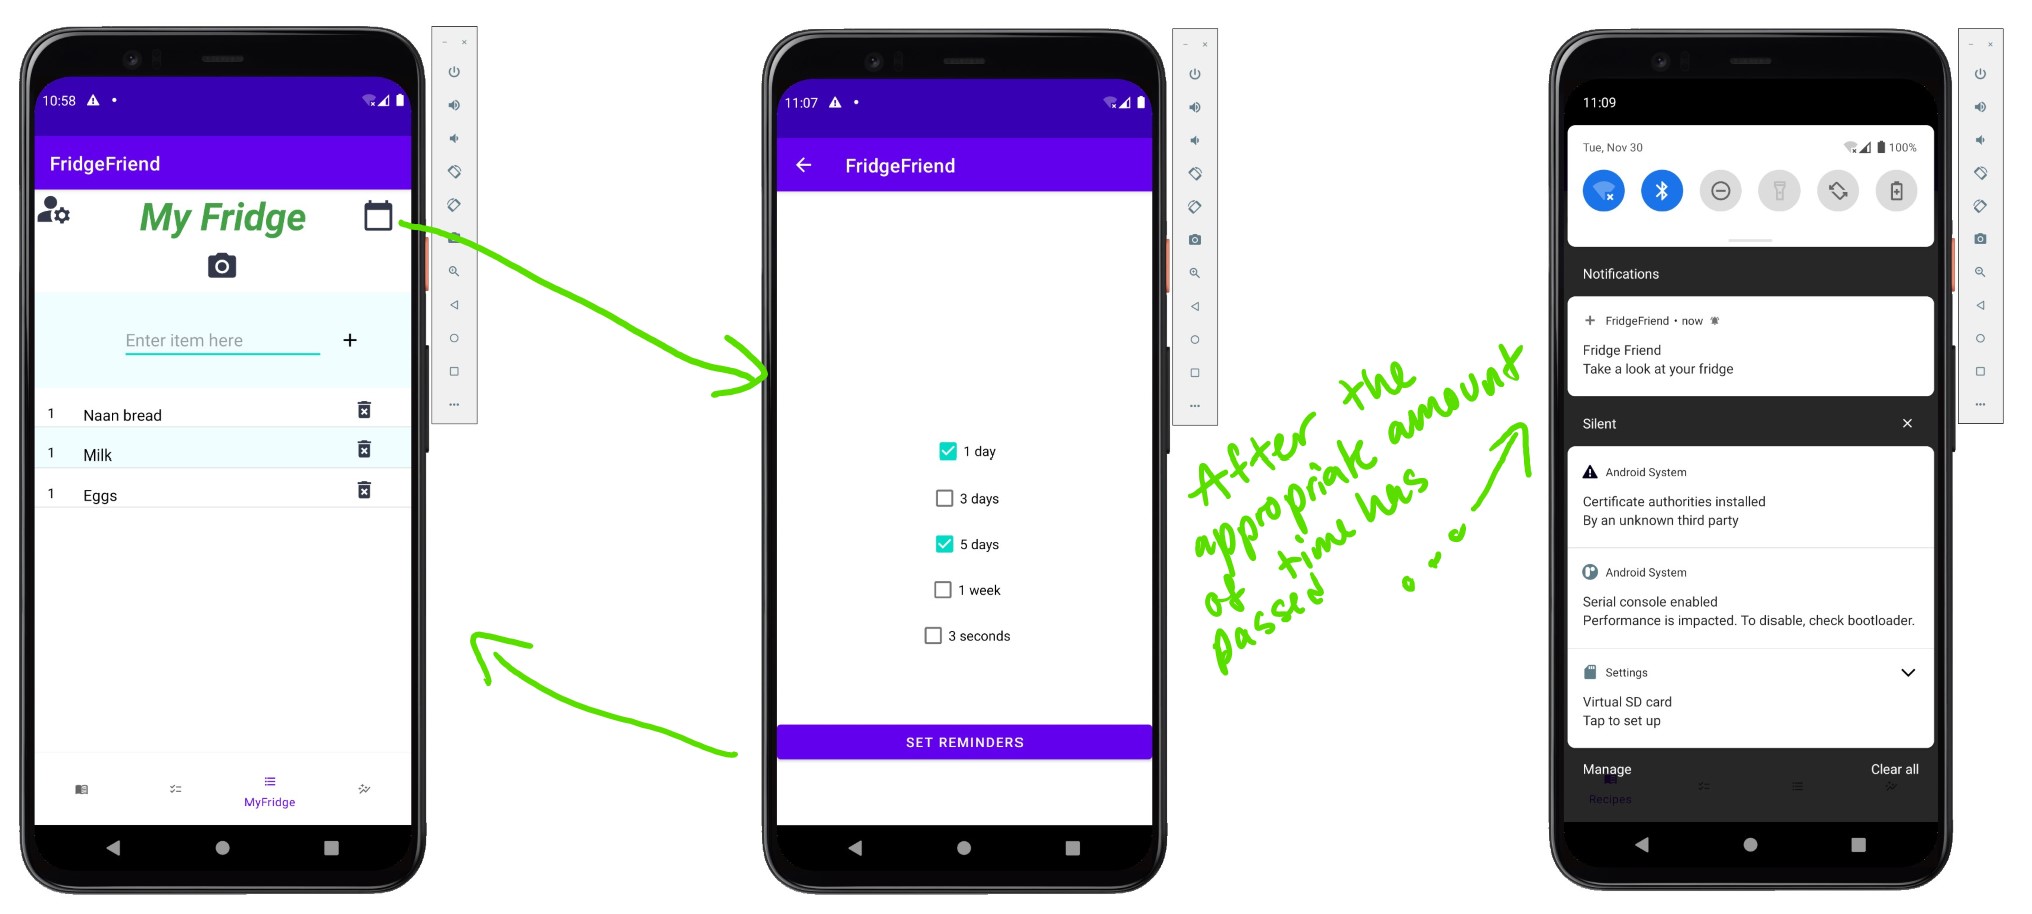 10:58
FridgeFriend
My Fridge
Enter item here +
1 Naan bread
1 Milk
1 Eggs
MyFridge
11:07
FridgeFriend
1 day
3 days
5 days
1 week
3 seconds
SET REMINDERS
After the
appropriate amount
of time has
passed
11:09
Tue, Nov 30 100%
Notifications
FridgeFriend • now
Fridge Friend
Take a look at your fridge
Silent
Android System
Certificate authorities installed
By an unknown third party
Android System
Serial console enabled
Performance is impacted. To disable, check bootloader.
Settings
Virtual SD card
Tap to set up
Manage Clear all
Recipes